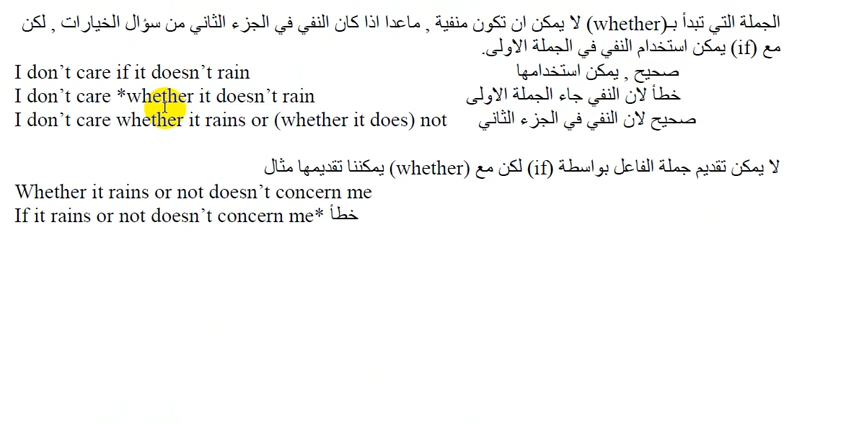 الجملة التي تبدأ بـ(whether) لا يمكن ان تكون منفية , ماعدا اذا كان النفي في الجزء الثاني من سؤال الخيارات , لكن
مع (if) يمكن استخدام النفي في الجملة الاولى.
I don’t care if it doesn’t rain صحيح , يمكن استخدامها
I don’t care *whether it doesn’t rain خطأ لان النفي جاء الجملة الاولى
I don’t care whether it rains or (whether it does) not صحيح لان النفي في الجزء الثاني
لا يمكن تقديم جملة الفاعل بواسطة (if) لكن مع (whether) يمكننا تقديمها مثال
Whether it rains or not doesn’t concern me
If it rains or not doesn’t concern me* خطأ